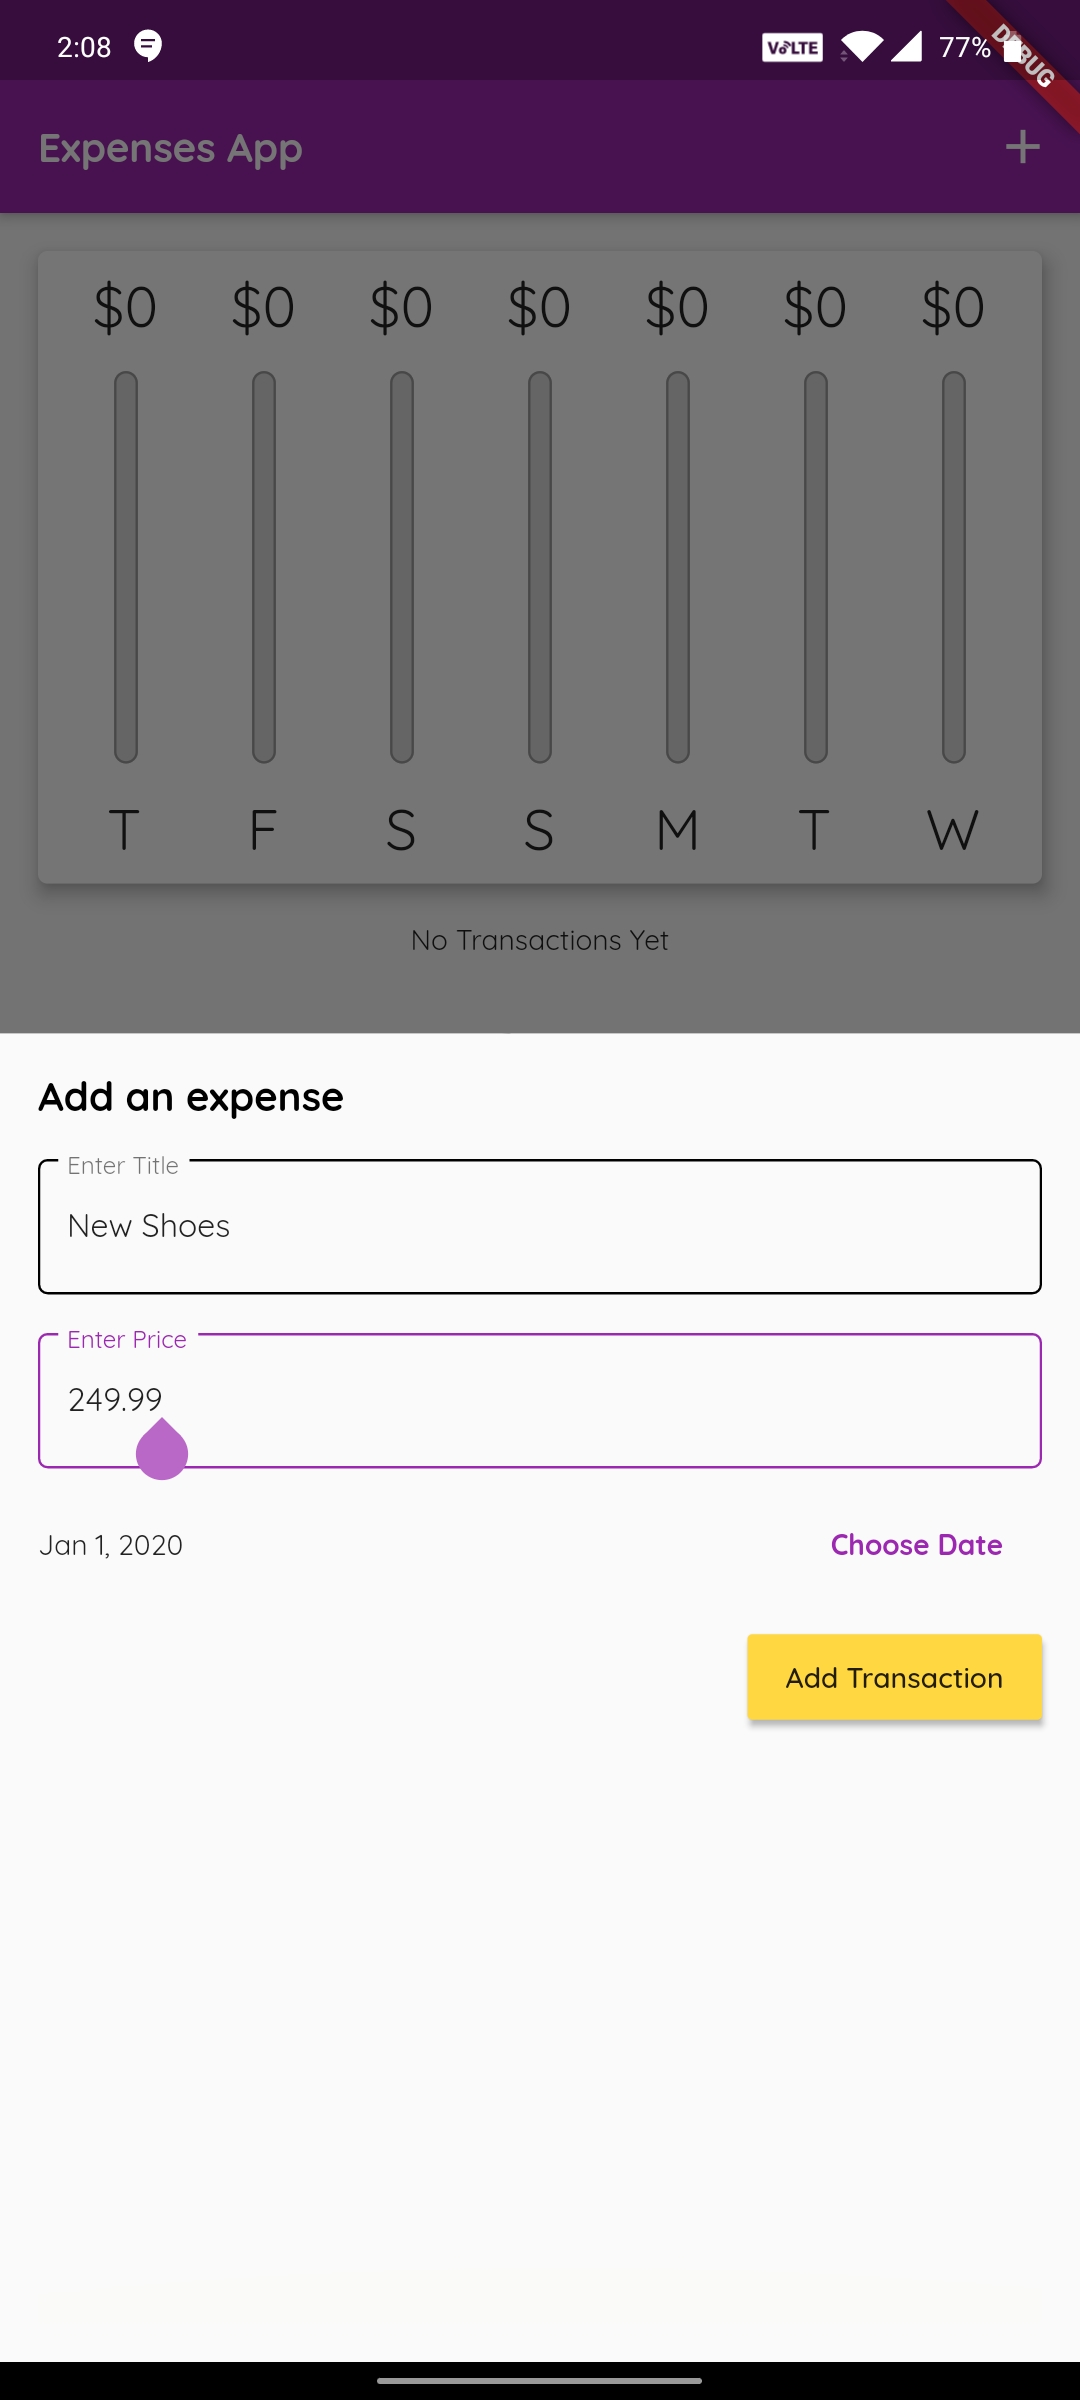 2:08 VoLTE 77%
DEBUG
Expenses App +
$0 $0 $0 $0 $0 $0 $0
T F S S M T W
No Transactions Yet
Add an expense
Enter Title
New Shoes
Enter Price
249.99
Jan 1, 2020 Choose Date
Add Transaction